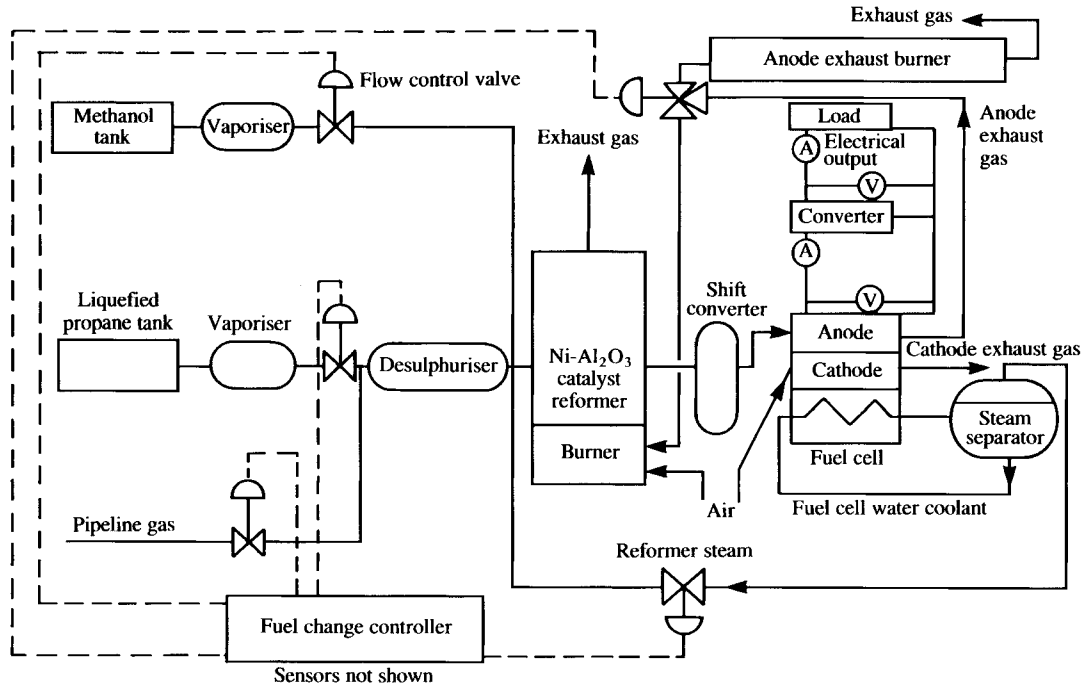 Exhaust gas
Anode exhaust burner
Flow control valve
Methanol
tank
Vaporiser
Exhaust gas
Load
A
Electrical
output
Anode
exhaust
gas
V
Converter
A
Liquefied
propane tank
Vaporiser
Shift
converter
V
Desulphuriser
Ni-Al₂O₃
catalyst
reformer
Anode
Cathode
Cathode exhaust gas
Steam
separator
Burner
Fuel cell
Air
Fuel cell water coolant
Pipeline gas
Reformer steam
Fuel change controller
Sensors not shown